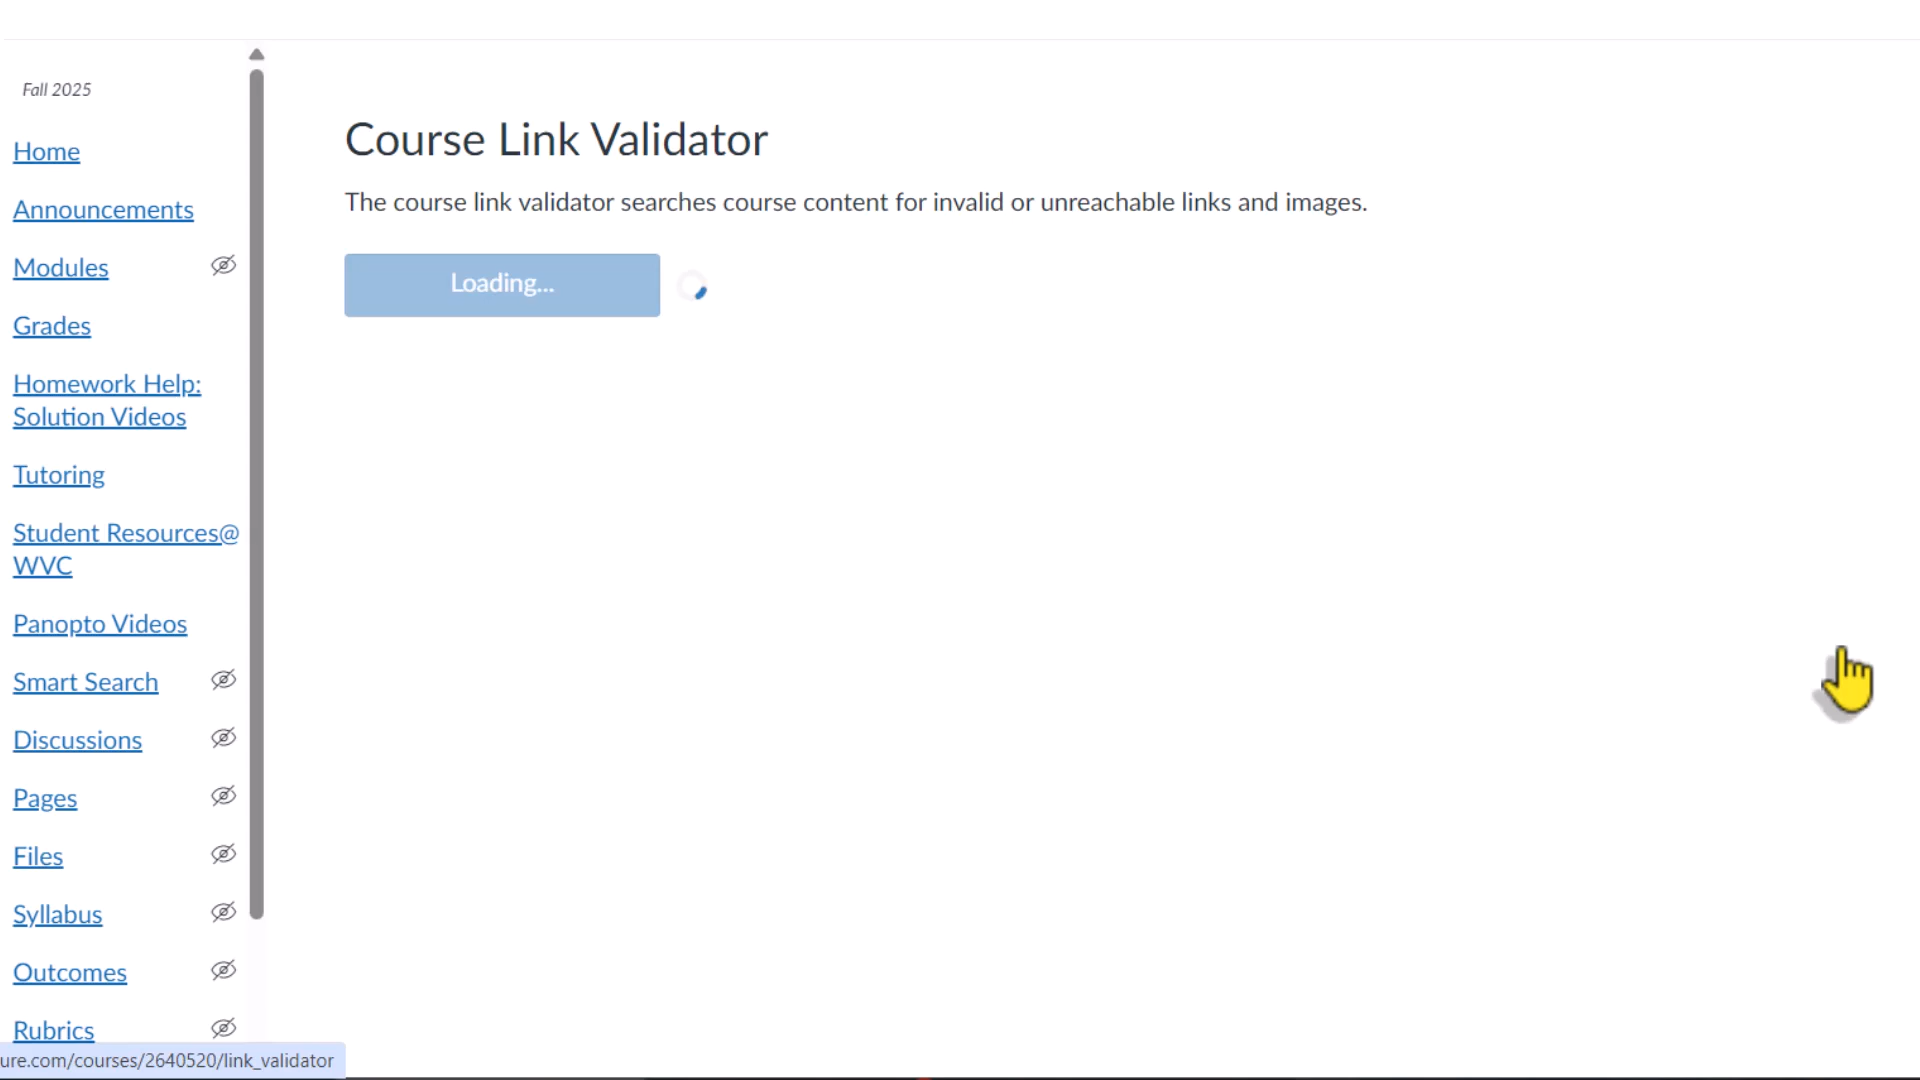 Fall 2025
Home
Announcements
Modules
Grades
Homework Help:
Solution Videos
Tutoring
Student Resources@
WVC
Panopto Videos
Smart Search
Discussions
Pages
Files
Syllabus
Outcomes
Rubrics
ure.com/courses/2640520/link_validator
Course Link Validator
The course link validator searches course content for invalid or unreachable links and images.
Loading...